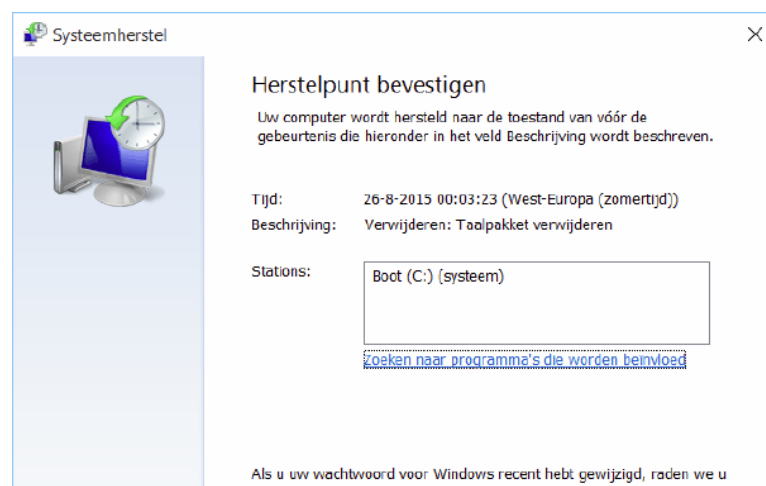 Systeemherstel
Herstelpunt bevestigen
Uw computer wordt hersteld naar de toestand van vóór de
gebeurtenis die hieronder in het veld Beschrijving wordt beschreven.
Tijd: 26-8-2015 00:03:23 (West-Europa (zomertijd))
Beschrijving: Verwijderen: Taalpakket verwijderen
Stations: Boot (C:) (systeem)
Zoeken naar programma's die worden beïnvloed
Als u uw wachtwoord voor Windows recent hebt gewijzigd, raden we u